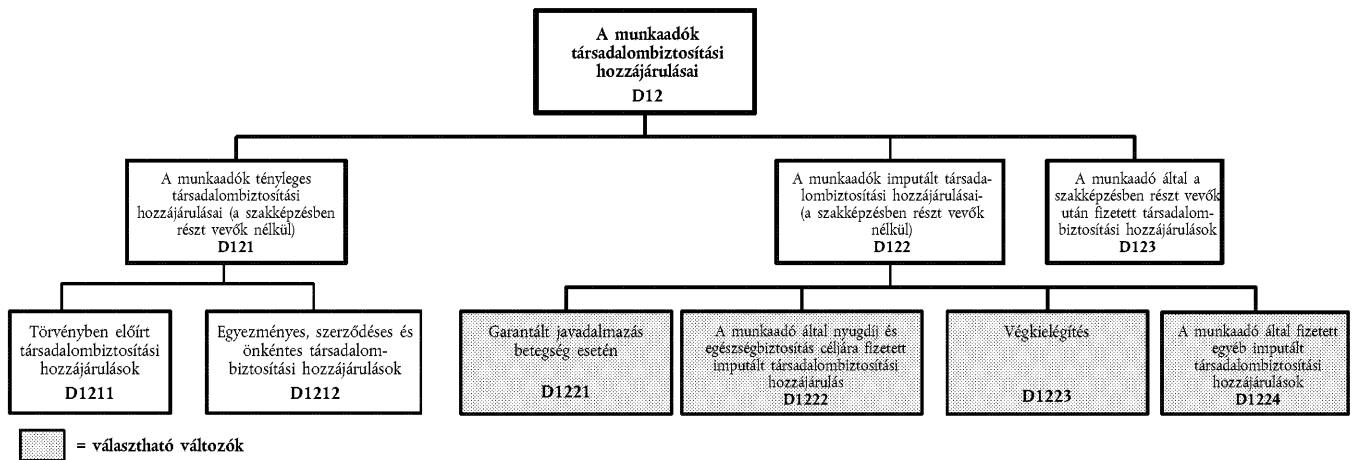 A munkaadók
társadalombiztosítási
hozzájárulásai
D12
A munkaadók tényleges
társadalombiztosítási
hozzájárulásai (a szakképzésben
részt vevők nélkül)
D121
A munkaadók imputált társada-
lombiztosítási hozzájárulásai-
(a szakképzésben részt vevők
nélkül)
D122
A munkaadó által a
szakképzésben részt vevők
után fizetett társadalom-
biztosítási hozzájárulások
D123
Törvényben előírt
társadalombiztosítási
hozzájárulások
D1211
Egyezményes, szerződéses és
önkéntes társadalom-
biztosítási hozzájárulások
D1212
Garantált javadalmazás
betegség esetén
D1221
A munkaadó által nyugdíj és
egészségbiztosítás céljára fizetett
imputált társadalombiztosítási
hozzájárulás
D1222
Végkielégítés
D1223
A munkaadó által fizetett
egyéb imputált
társadalombiztosítási
hozzájárulások
D1224
= választható változók